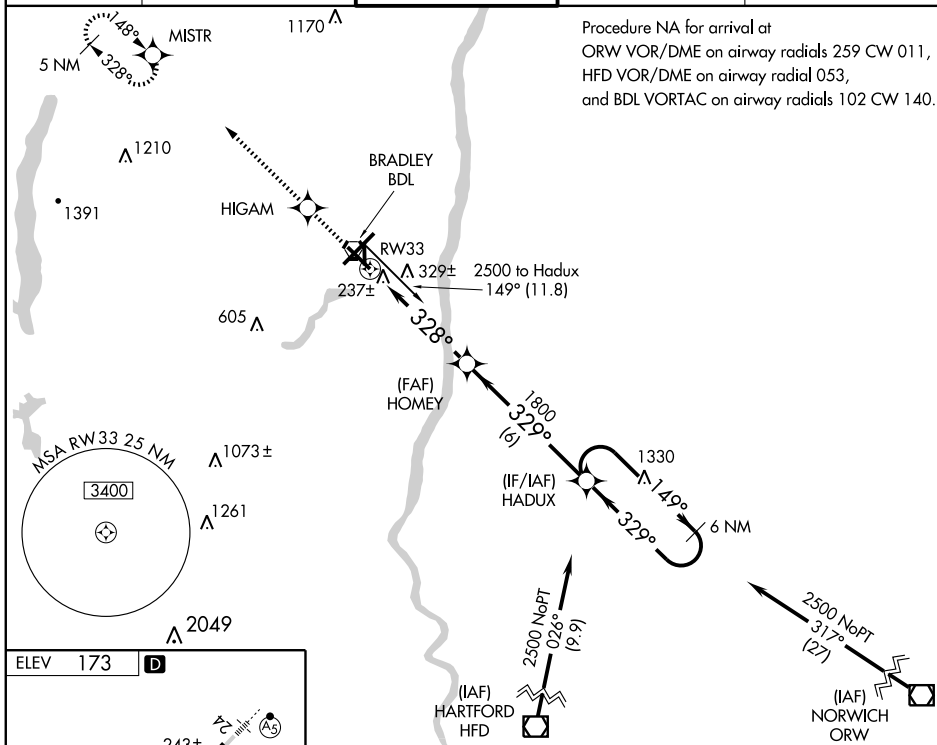 148°
MISTR
1170
5 NM
328°
Procedure NA for arrival at
ORW VOR/DME on airway radials 259 CW 011,
HFD VOR/DME on airway radial 053,
and BDL VORTAC on airway radials 102 CW 140.
1210
BRADLEY
BDL
1391
HIGAM
RW33
329±
2500 to Hadux
149° (11.8)
237±
605
328°
(FAF)
HOMEY
1800
329°
(6)
MSA RW33 25 NM
3400
1073±
1261
(IF/IAF)
HADUX
1330
149°
329°
6 NM
2049
2500 NoPT
026°
(9.9)
2500 NoPT
317°
(27)
ELEV 173 D
(IAF)
HARTFORD
HFD
(IAF)
NORWICH
ORW
24
A5
243±